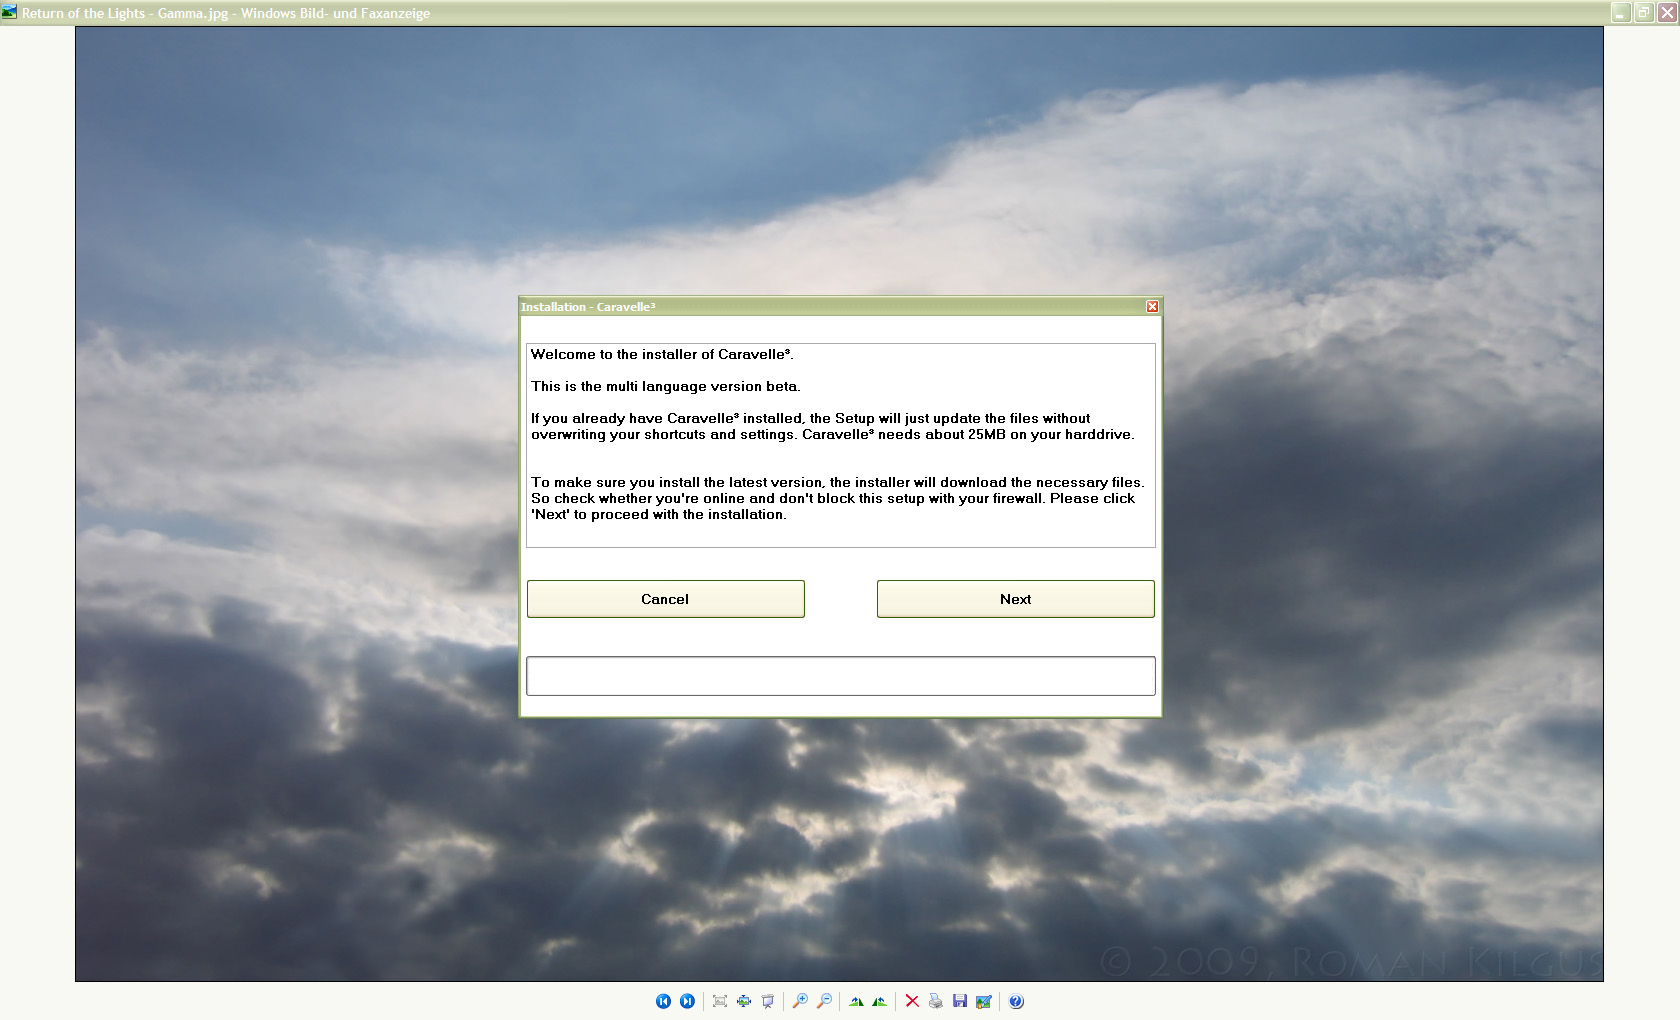 Return of the Lights - Gamma.jpg - Windows Bild- und Faxanzeige
Installation - Caravelle³
Welcome to the installer of Caravelle³.
This is the multi language version beta.
If you already have Caravelle³ installed, the Setup will just update the files without
overwriting your shortcuts and settings. Caravelle³ needs about 25MB on your harddrive.
To make sure you install the latest version, the installer will download the necessary files.
So check whether you're online and don't block this setup with your firewall. Please click
'Next' to proceed with the installation.
Cancel
Next
© 2009, Roman Kilgus